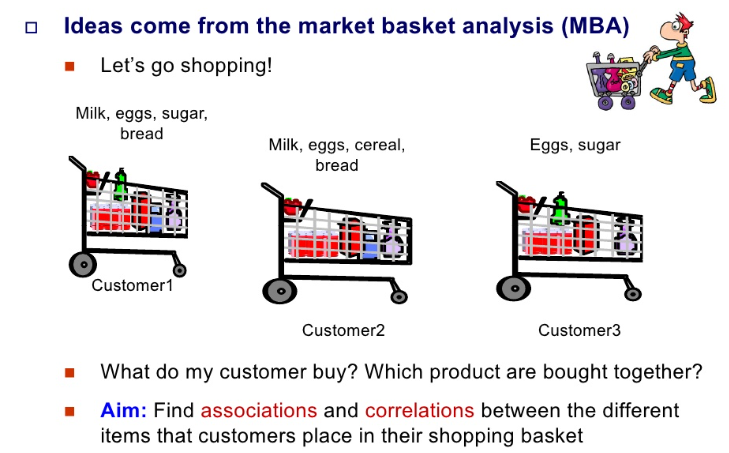 Ideas come from the market basket analysis (MBA)
Let's go shopping!
Milk, eggs, sugar,
bread
Customer1
Milk, eggs, cereal,
bread
Customer2
Eggs, sugar
Customer3
What do my customer buy? Which product are bought together?
Aim: Find associations and correlations between the different
items that customers place in their shopping basket